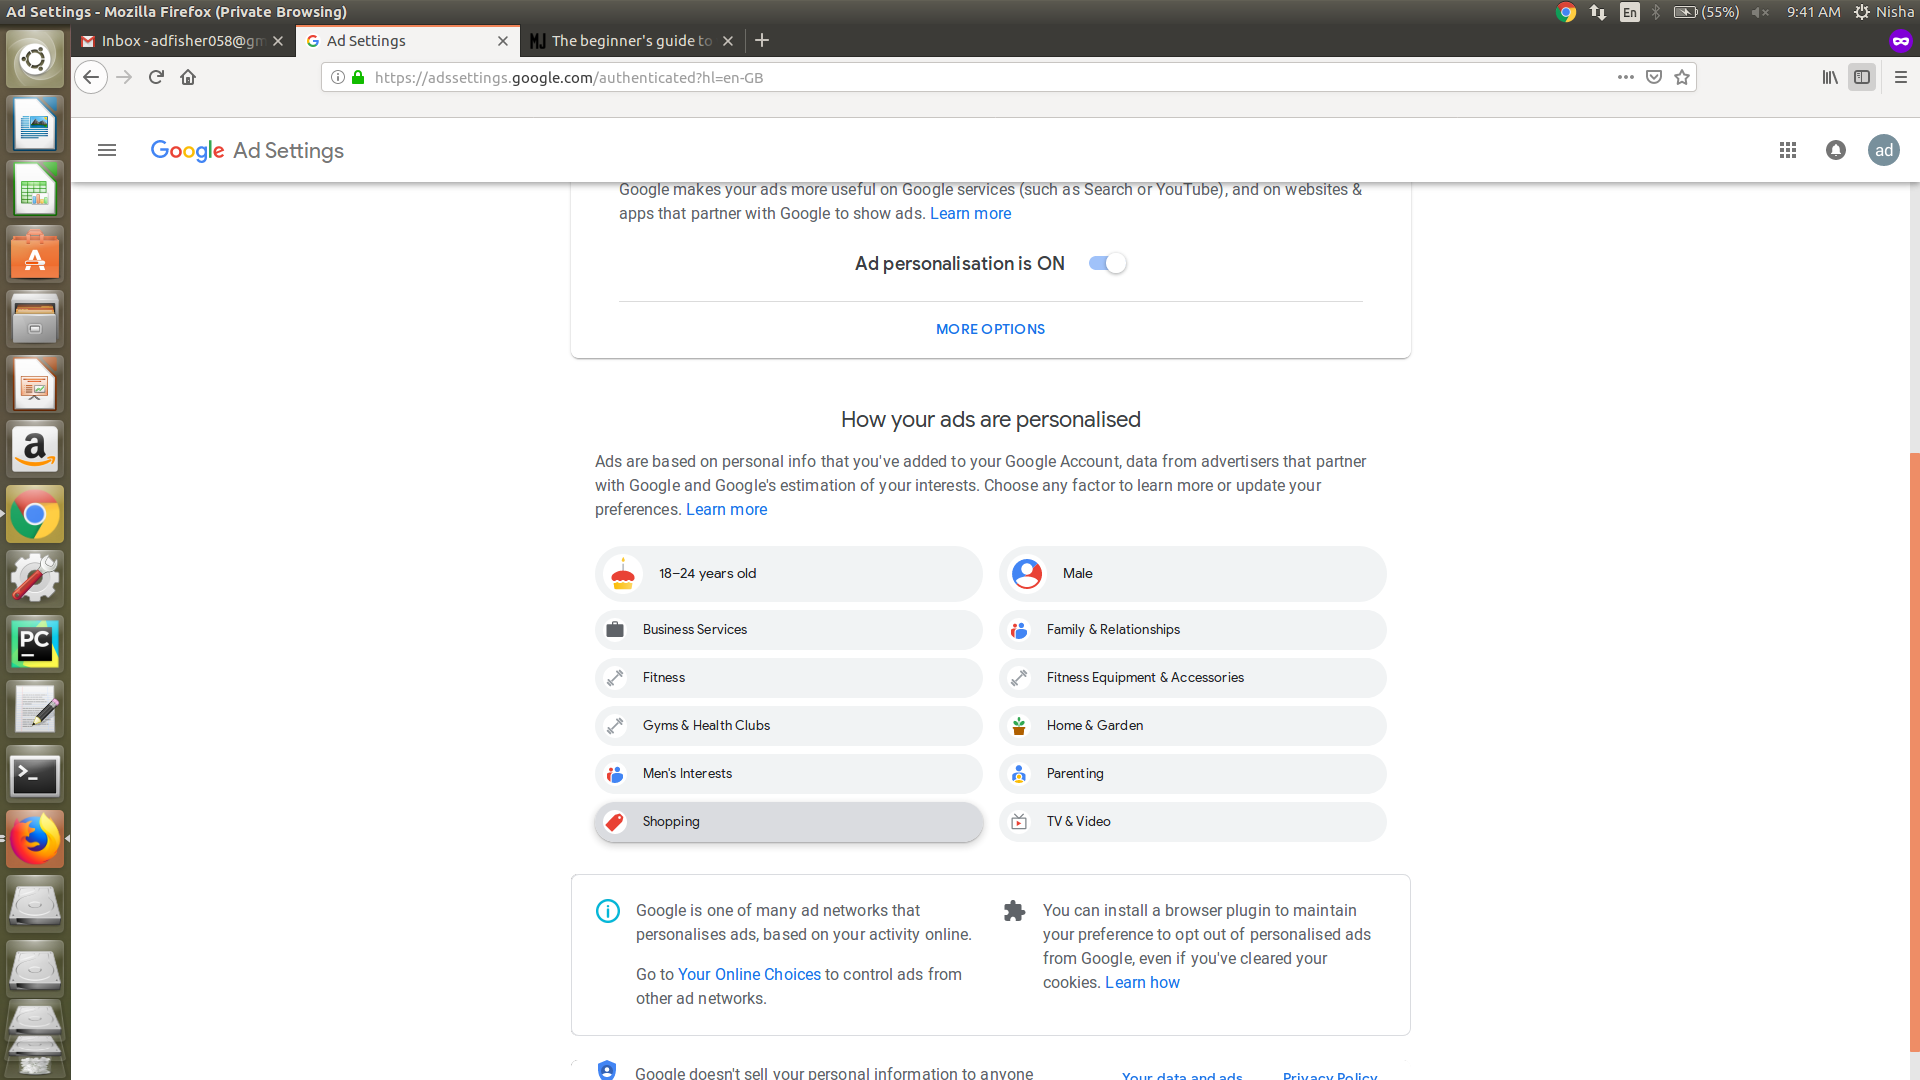 Ad Settings - Mozilla Firefox (Private Browsing)
En
(55%)
9:41 AM
Nisha
Inbox - adfisher058@gm
Ad Settings
MJ
The beginner's guide to
https://adssettings.google.com/authenticated?hl=en-GB
Google Ad Settings
ad
Google makes your ads more useful on Google services (such as Search or YouTube), and on websites &
apps that partner with Google to show ads. Learn more
Ad personalisation is ON
MORE OPTIONS
How your ads are personalised
Ads are based on personal info that you've added to your Google Account, data from advertisers that partner
with Google and Google's estimation of your interests. Choose any factor to learn more or update your
preferences. Learn more
18–24 years old
Male
Business Services
Family & Relationships
Fitness
Fitness Equipment & Accessories
Gyms & Health Clubs
Home & Garden
Men's Interests
Parenting
Shopping
TV & Video
Google is one of many ad networks that
personalises ads, based on your activity online.
Go to Your Online Choices to control ads from
other ad networks.
You can install a browser plugin to maintain
your preference to opt out of personalised ads
from Google, even if you've cleared your
cookies. Learn how
Google doesn't sell your personal information to anyone
Your data and ads
Privacy Policy
A
a
PC
>_